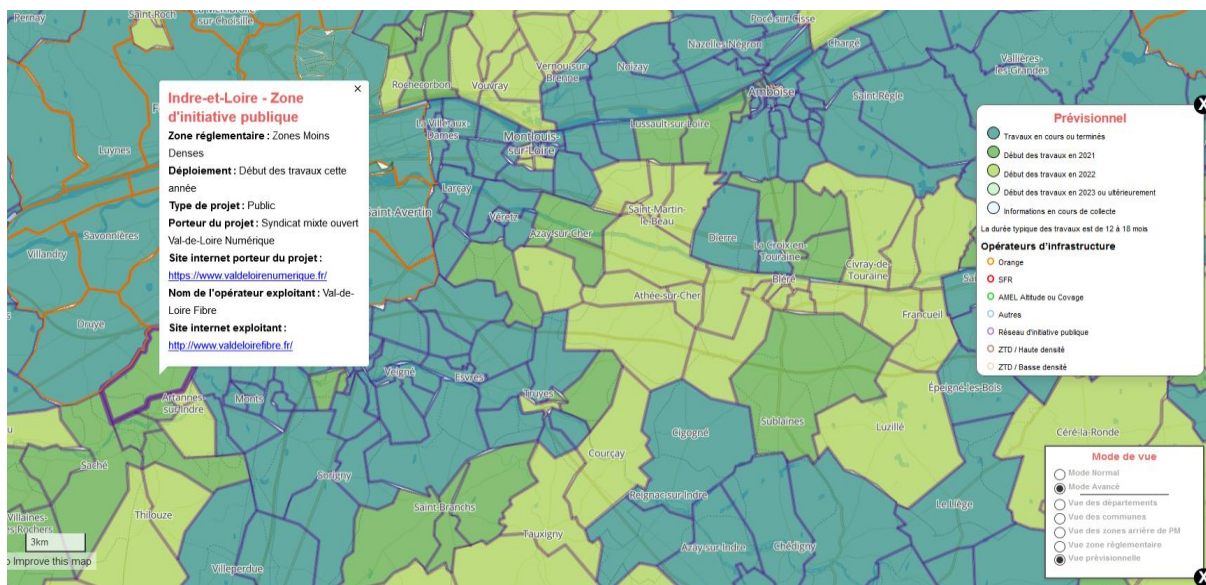 Pernay
Saint-Roch
La Membrolle
sur Choisille
Pocé-sur-Cisse
Nazelles-Négron
Chargé
Vernou-sur-
Brenne
Noizay
Vallières-
les-Grandes
Rochecorbon
Vouvray
Amboise
Saint-Règle
Luynes
La Ville-aux-
Dames
Montlouis-
sur-Loire
Lussault-sur-Loire
Larçay
Saint-Avertin
Véretz
Azay-sur-Cher
Saint-Martin-
le-Beau
Dierre
La Croix-en-
Touraine
Civray-de-
Touraine
Bléré
Savonnières
Villandry
Athée-sur-Cher
Francueil
Druye
Épeigné-les-Bois
Artannes-
sur-Indre
Monts
Veigné
Esvres
Truyes
Sublaines
Luzillé
Céré-la-Ronde
Cigogné
Courçay
Saché
Sorigny
Thilouze
Saint-Branchs
Reignac-sur-Indre
Le Liège
Villaines-
les-Rochers
Tauxigny
Azay-sur-Indre
Chédigny
Villeperdue
3km
Improve this map
×
Indre-et-Loire - Zone
d'initiative publique
Zone réglementaire : Zones Moins
Denses
Déploiement : Début des travaux cette
année
Type de projet : Public
Porteur du projet : Syndicat mixte ouvert
Val-de-Loire Numérique
Site internet porteur du projet :
https://www.valdeloirenumerique.fr/
Nom de l'opérateur exploitant : Val-de-
Loire Fibre
Site internet exploitant :
http://www.valdeloirefibre.fr/
X
Prévisionnel
Travaux en cours ou terminés
Début des travaux en 2021
Début des travaux en 2022
Début des travaux en 2023 ou ultérieurement
Informations en cours de collecte
La durée typique des travaux est de 12 à 18 mois
Opérateurs d'infrastructure
Orange
SFR
AMEL Altitude ou Covage
Autres
Réseau d'initiative publique
ZTD / Haute densité
ZTD / Basse densité
Mode de vue
Mode Normal
Mode Avancé
Vue des départements
Vue des communes
Vue des zones arrière de PM
Vue zone règlementaire
Vue prévisionnelle
X